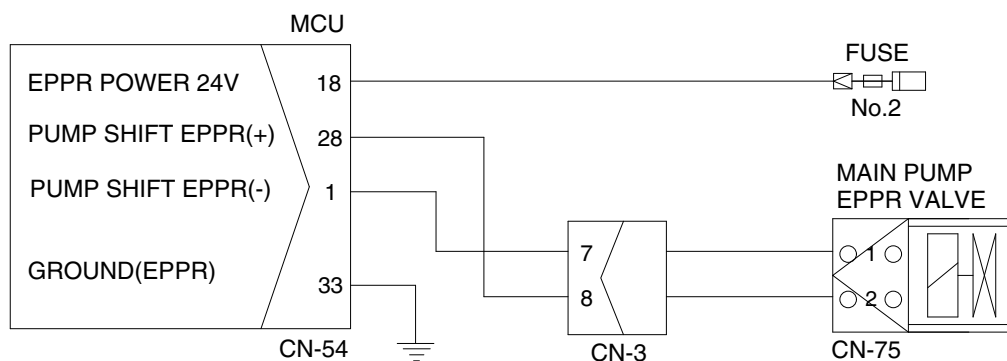 MCU
FUSE
EPPR POWER 24V
18
No.2
PUMP SHIFT EPPR(+)
28
MAIN PUMP
EPPR VALVE
PUMP SHIFT EPPR(-)
1
7
1
GROUND(EPPR)
33
8
2
CN-54
CN-3
CN-75